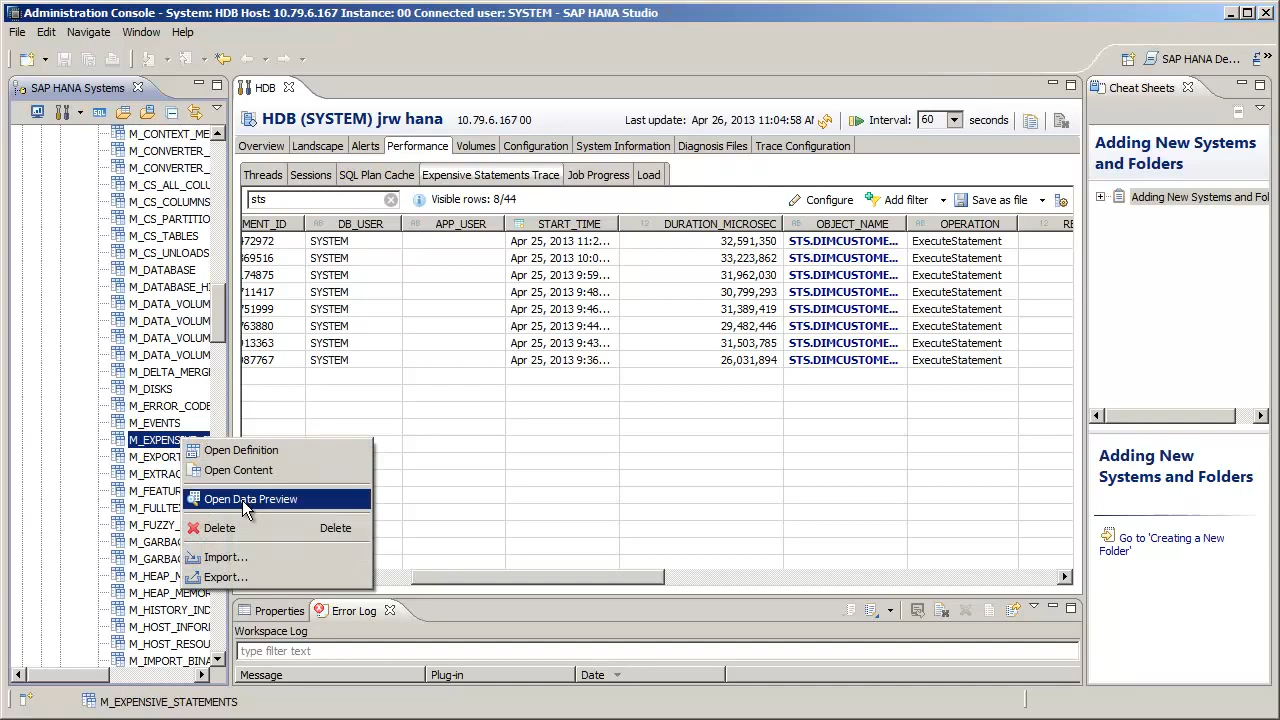 Administration Console - System: HDB Host: 10.79.6.167 Instance: 00 Connected user: SYSTEM - SAP HANA Studio
File Edit Navigate Window Help
SAP HANA De...
SAP HANA Systems
M_CONTEXT_ME
M_CONVERTER_
M_CONVERTER_
M_CS_ALL_COLU
M_CS_COLUMNS
M_CS_PARTITIO
M_CS_TABLES
M_CS_UNLOADS
M_DATABASE
M_DATABASE_HI
M_DATA_VOLUM
M_DATA_VOLUM
M_DATA_VOLUM
M_DATA_VOLUM
M_DELTA_MERG
M_DISKS
M_ERROR_CODE
M_EVENTS
M_EXPENS
M_EXPORT
M_EXTRAC
M_FEATUR
M_FULLTE
M_FUZZY_
M_GARBAG
M_GARBAG
M_HEAP_M
M_HEAP_MEMOR
M_HISTORY_IND
M_HOST_INFORM
M_HOST_RESOU
M_IMPORT_BINA
Open Definition
Open Content
Open Data Preview
Delete Delete
Import...
Export...
HDB
HDB (SYSTEM) jrw hana 10.79.6.167 00 Last update: Apr 26, 2013 11:04:58 AM Interval: 60 seconds
Overview Landscape Alerts Performance Volumes Configuration System Information Diagnosis Files Trace Configuration
Threads Sessions SQL Plan Cache Expensive Statements Trace Job Progress Load
sts Visible rows: 8/44 Configure Add filter Save as file
MENT_ID DB_USER APP_USER START_TIME DURATION_MICROSEC OBJECT_NAME OPERATION RE
472972 SYSTEM Apr 25, 2013 11:2... 32,591,350 STS.DIMCUSTOME... ExecuteStatement
369516 SYSTEM Apr 25, 2013 10:0... 33,223,862 STS.DIMCUSTOME... ExecuteStatement
174875 SYSTEM Apr 25, 2013 9:59... 31,962,030 STS.DIMCUSTOME... ExecuteStatement
711417 SYSTEM Apr 25, 2013 9:48... 30,799,293 STS.DIMCUSTOME... ExecuteStatement
751999 SYSTEM Apr 25, 2013 9:46... 31,389,419 STS.DIMCUSTOME... ExecuteStatement
763880 SYSTEM Apr 25, 2013 9:44... 29,482,446 STS.DIMCUSTOME... ExecuteStatement
013363 SYSTEM Apr 25, 2013 9:43... 31,503,785 STS.DIMCUSTOME... ExecuteStatement
087767 SYSTEM Apr 25, 2013 9:36... 26,031,894 STS.DIMCUSTOME... ExecuteStatement
Properties Error Log
Workspace Log
type filter text
Message Plug-in Date
Cheat Sheets
Adding New Systems
and Folders
Adding New Systems and Fol
Adding New
Systems and Folders
Go to 'Creating a New
Folder'
M_EXPENSIVE_STATEMENTS